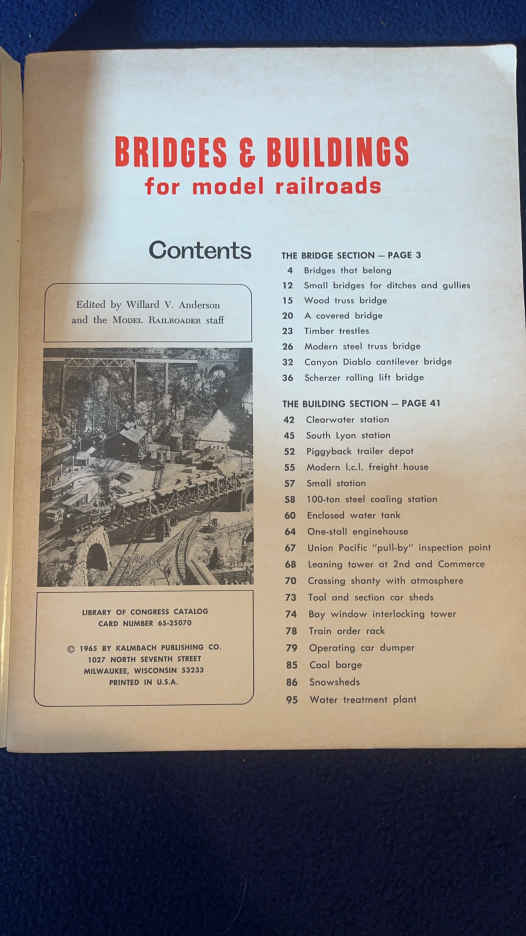 BRIDGES & BUILDINGS
for model railroads
Contents
Edited by Willard V. Anderson
and the MODEL RAILROADER staff
LIBRARY OF CONGRESS CATALOG
CARD NUMBER 65-25070
© 1965 BY KALMBACH PUBLISHING CO.
1027 NORTH SEVENTH STREET
MILWAUKEE, WISCONSIN 53233
PRINTED IN U.S.A.
THE BRIDGE SECTION — PAGE 3
4 Bridges that belong
12 Small bridges for ditches and gullies
15 Wood truss bridge
20 A covered bridge
23 Timber trestles
26 Modern steel truss bridge
32 Canyon Diablo cantilever bridge
36 Scherzer rolling lift bridge
THE BUILDING SECTION — PAGE 41
42 Clearwater station
45 South Lyon station
52 Piggyback trailer depot
55 Modern l.c.l. freight house
57 Small station
58 100-ton steel coaling station
60 Enclosed water tank
64 One-stall enginehouse
67 Union Pacific "pull-by" inspection point
68 Leaning tower at 2nd and Commerce
70 Crossing shanty with atmosphere
73 Tool and section car sheds
74 Bay window interlocking tower
78 Train order rack
79 Operating car dumper
85 Coal barge
86 Snowsheds
95 Water treatment plant